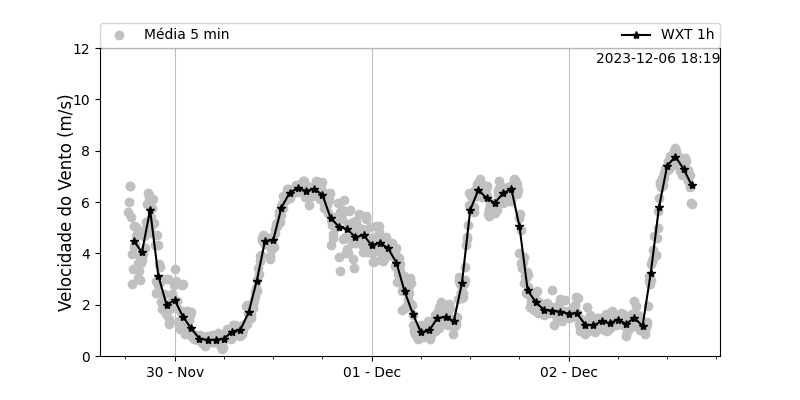 Média 5 min
WXT 1h
2023-12-06 18:19
Velocidade do Vento (m/s)
12
10
8
6
4
2
0
30 - Nov
01 - Dec
02 - Dec